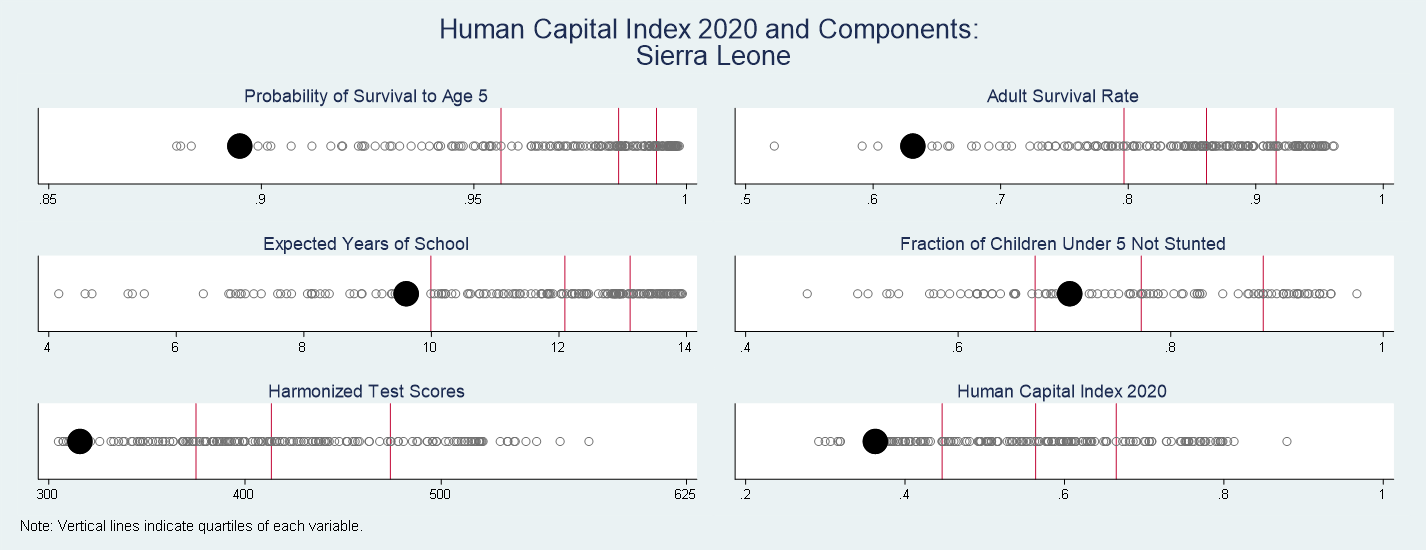 Human Capital Index 2020 and Components:
Sierra Leone
Probability of Survival to Age 5
.85 .9 .95 1
Adult Survival Rate
.5 .6 .7 .8 .9 1
Expected Years of School
4 6 8 10 12 14
Fraction of Children Under 5 Not Stunted
.4 .6 .8 1
Harmonized Test Scores
300 400 500 625
Human Capital Index 2020
.2 .4 .6 .8 1
Note: Vertical lines indicate quartiles of each variable.